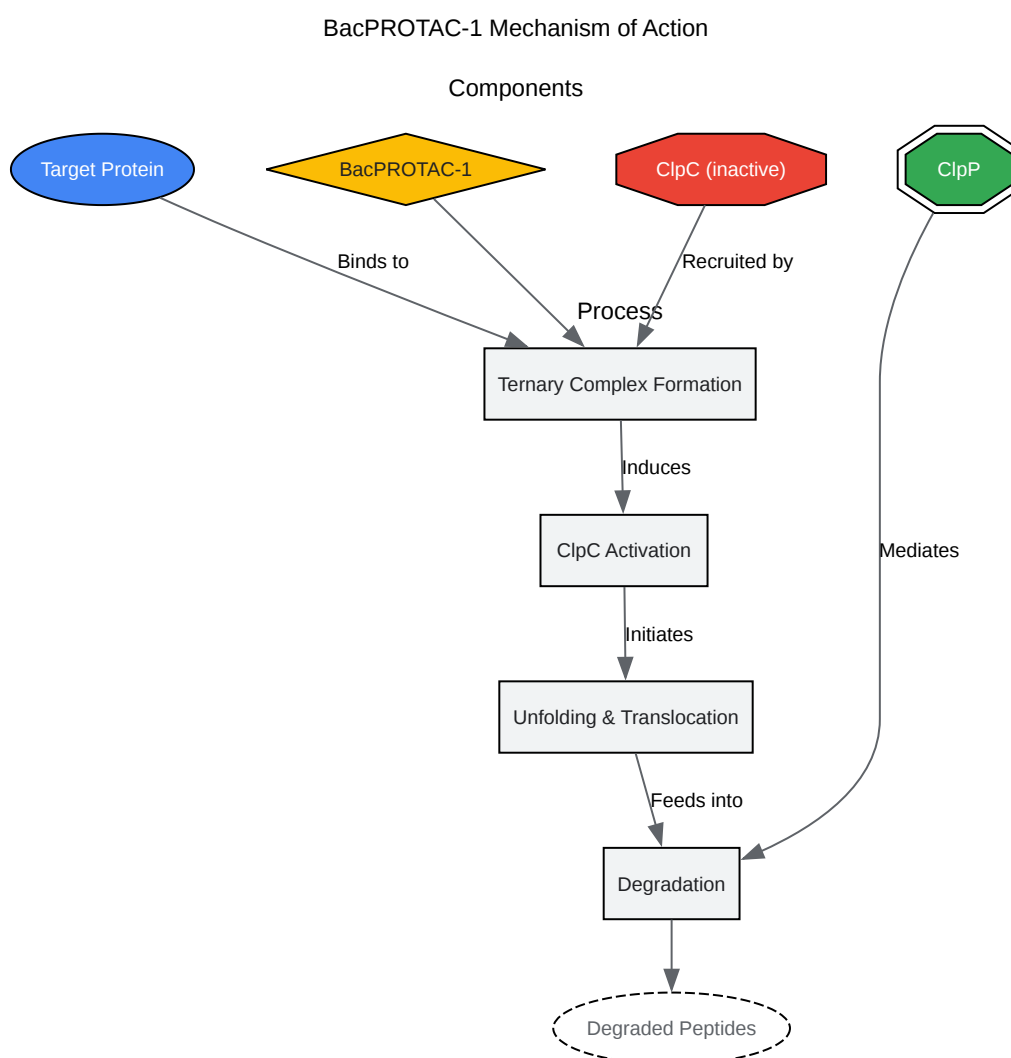 BacPROTAC-1 Mechanism of Action
Components
Target Protein
BacPROTAC-1
ClpC (inactive)
ClpP
Binds to
Recruited by
Process
Ternary Complex Formation
Induces
ClpC Activation
Mediates
Initiates
Unfolding & Translocation
Feeds into
Degradation
Degraded Peptides